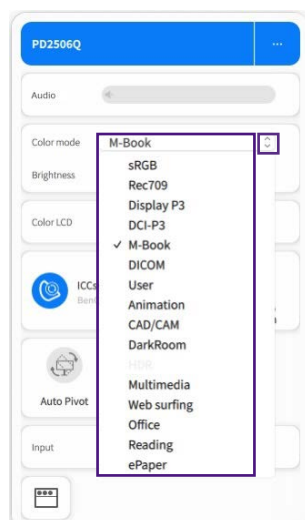 PD2506Q ...
Audio
Color mode M-Book
Brightness
sRGB
Rec709
Display P3
Color LCD
DCI-P3
✓ M-Book
DICOM
ICCs
User
Animation
CAD/CAM
DarkRoom
HDR
Multimedia
Auto Pivot
Web surfing
Office
Input
Reading
ePaper